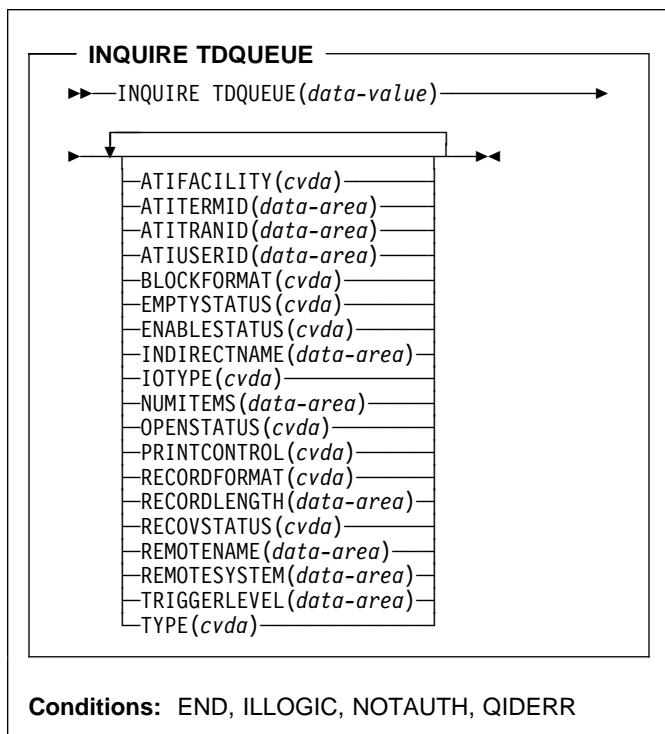 INQUIRE TDQUEUE
INQUIRE TDQUEUE(data-value)
ATIFACILITY(cvda)
ATITERMID(data-area)
ATITRANID(data-area)
ATIUSERID(data-area)
BLOCKFORMAT(cvda)
EMPTYSTATUS(cvda)
ENABLESTATUS(cvda)
INDIRECTNAME(data-area)
IOTYPE(cvda)
NUMITEMS(data-area)
OPENSTATUS(cvda)
PRINTCONTROL(cvda)
RECORDFORMAT(cvda)
RECORDLENGTH(data-area)
RECOVSTATUS(cvda)
REMOTENAME(data-area)
REMOTESYSTEM(data-area)
TRIGGERLEVEL(data-area)
TYPE(cvda)
Conditions: END, ILLOGIC, NOTAUTH, QIDERR